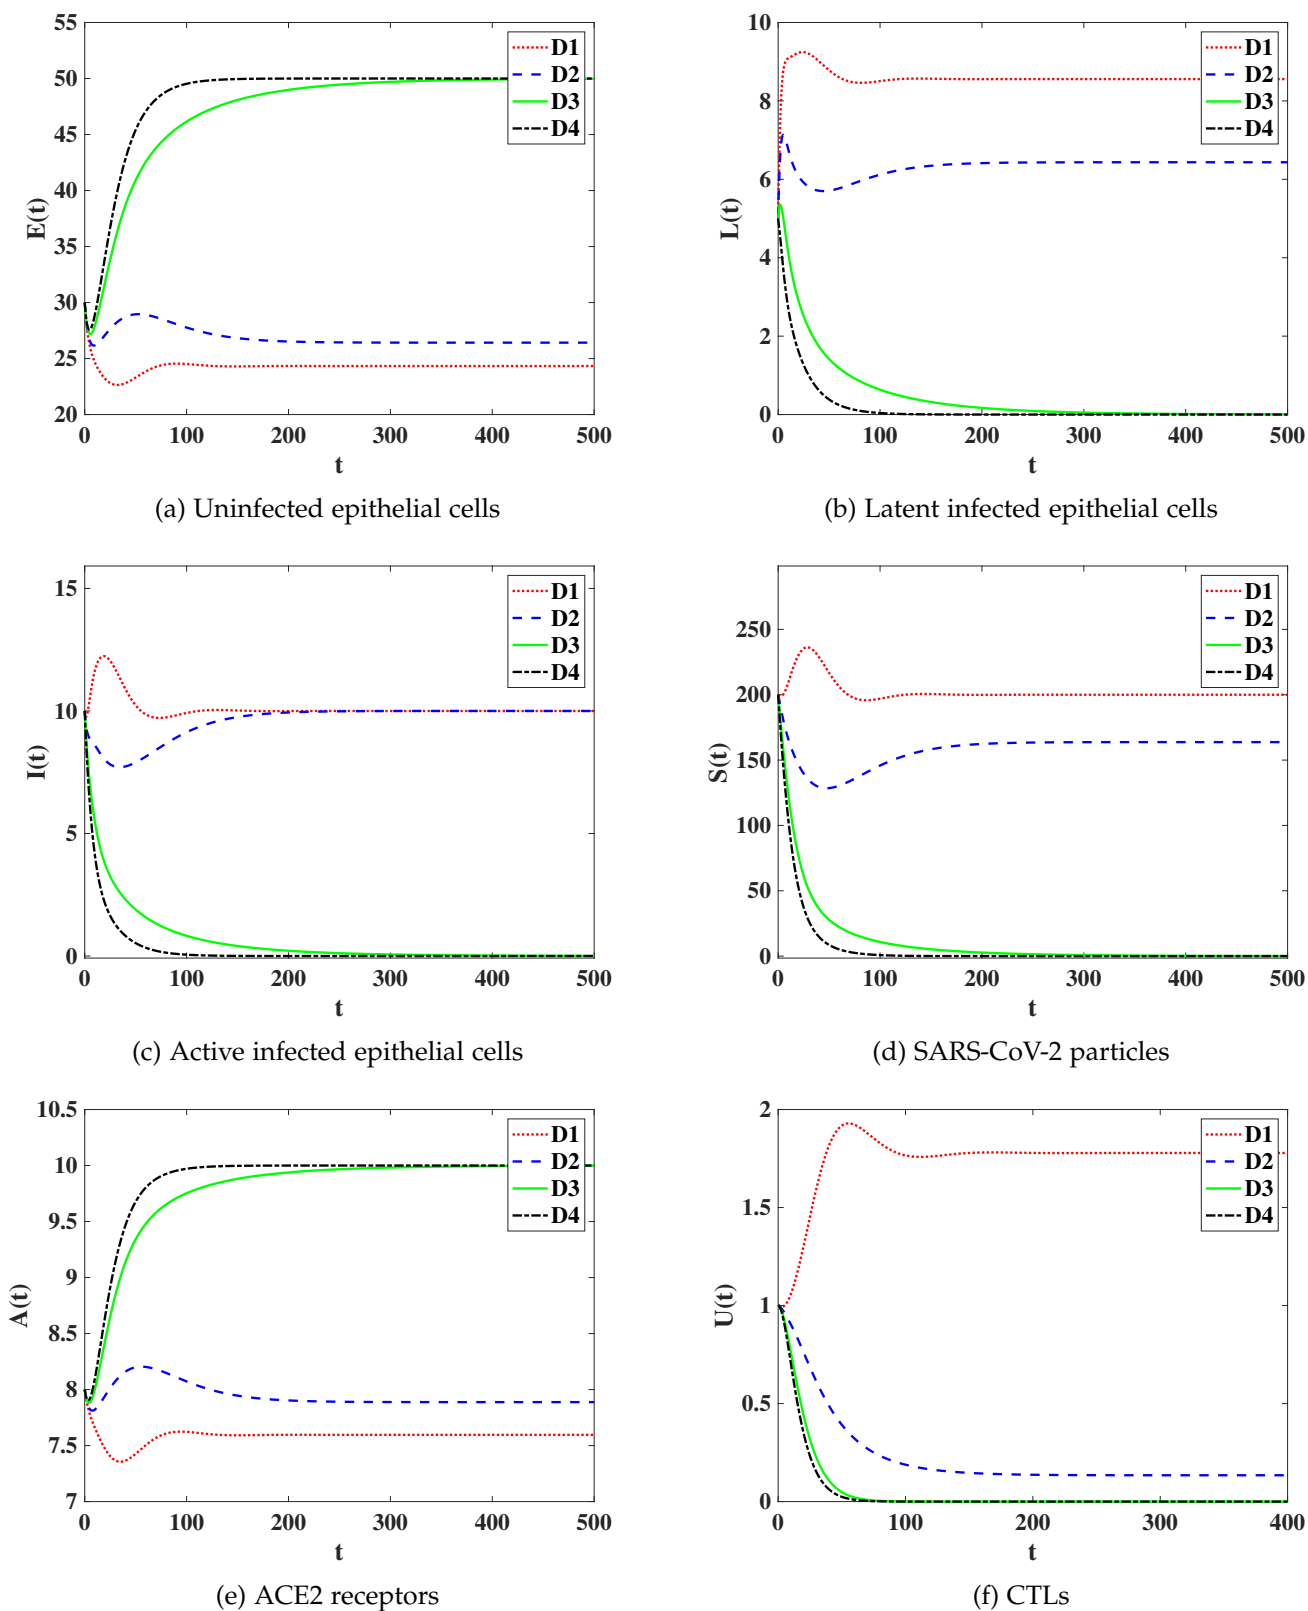 55
50
45
40
35
30
25
20
E(t)
0 100 200 300 400 500
t
D1
D2
D3
D4
(a) Uninfected epithelial cells
10
8
6
4
2
0
L(t)
0 100 200 300 400 500
t
D1
D2
D3
D4
(b) Latent infected epithelial cells
15
10
5
0
I(t)
0 100 200 300 400 500
t
D1
D2
D3
D4
(c) Active infected epithelial cells
250
200
150
100
50
0
S(t)
0 100 200 300 400 500
t
D1
D2
D3
D4
(d) SARS-CoV-2 particles
10.5
10
9.5
9
8.5
8
7.5
7
A(t)
0 100 200 300 400 500
t
D1
D2
D3
D4
(e) ACE2 receptors
2
1.5
1
0.5
0
U(t)
0 100 200 300 400
t
D1
D2
D3
D4
(f) CTLs